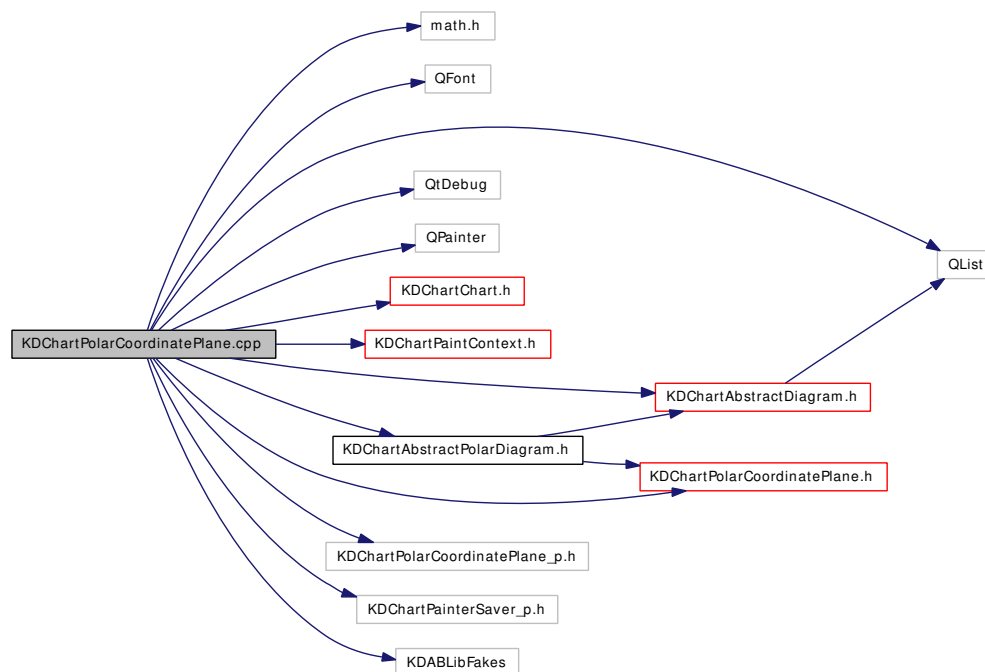 math.h
QFont
QtDebug
QPainter
QList
KDChartChart.h
KDChartPolarCoordinatePlane.cpp
KDChartPaintContext.h
KDChartAbstractDiagram.h
KDChartAbstractPolarDiagram.h
KDChartPolarCoordinatePlane.h
KDChartPolarCoordinatePlane_p.h
KDChartPainterSaver_p.h
KDABLibFakes